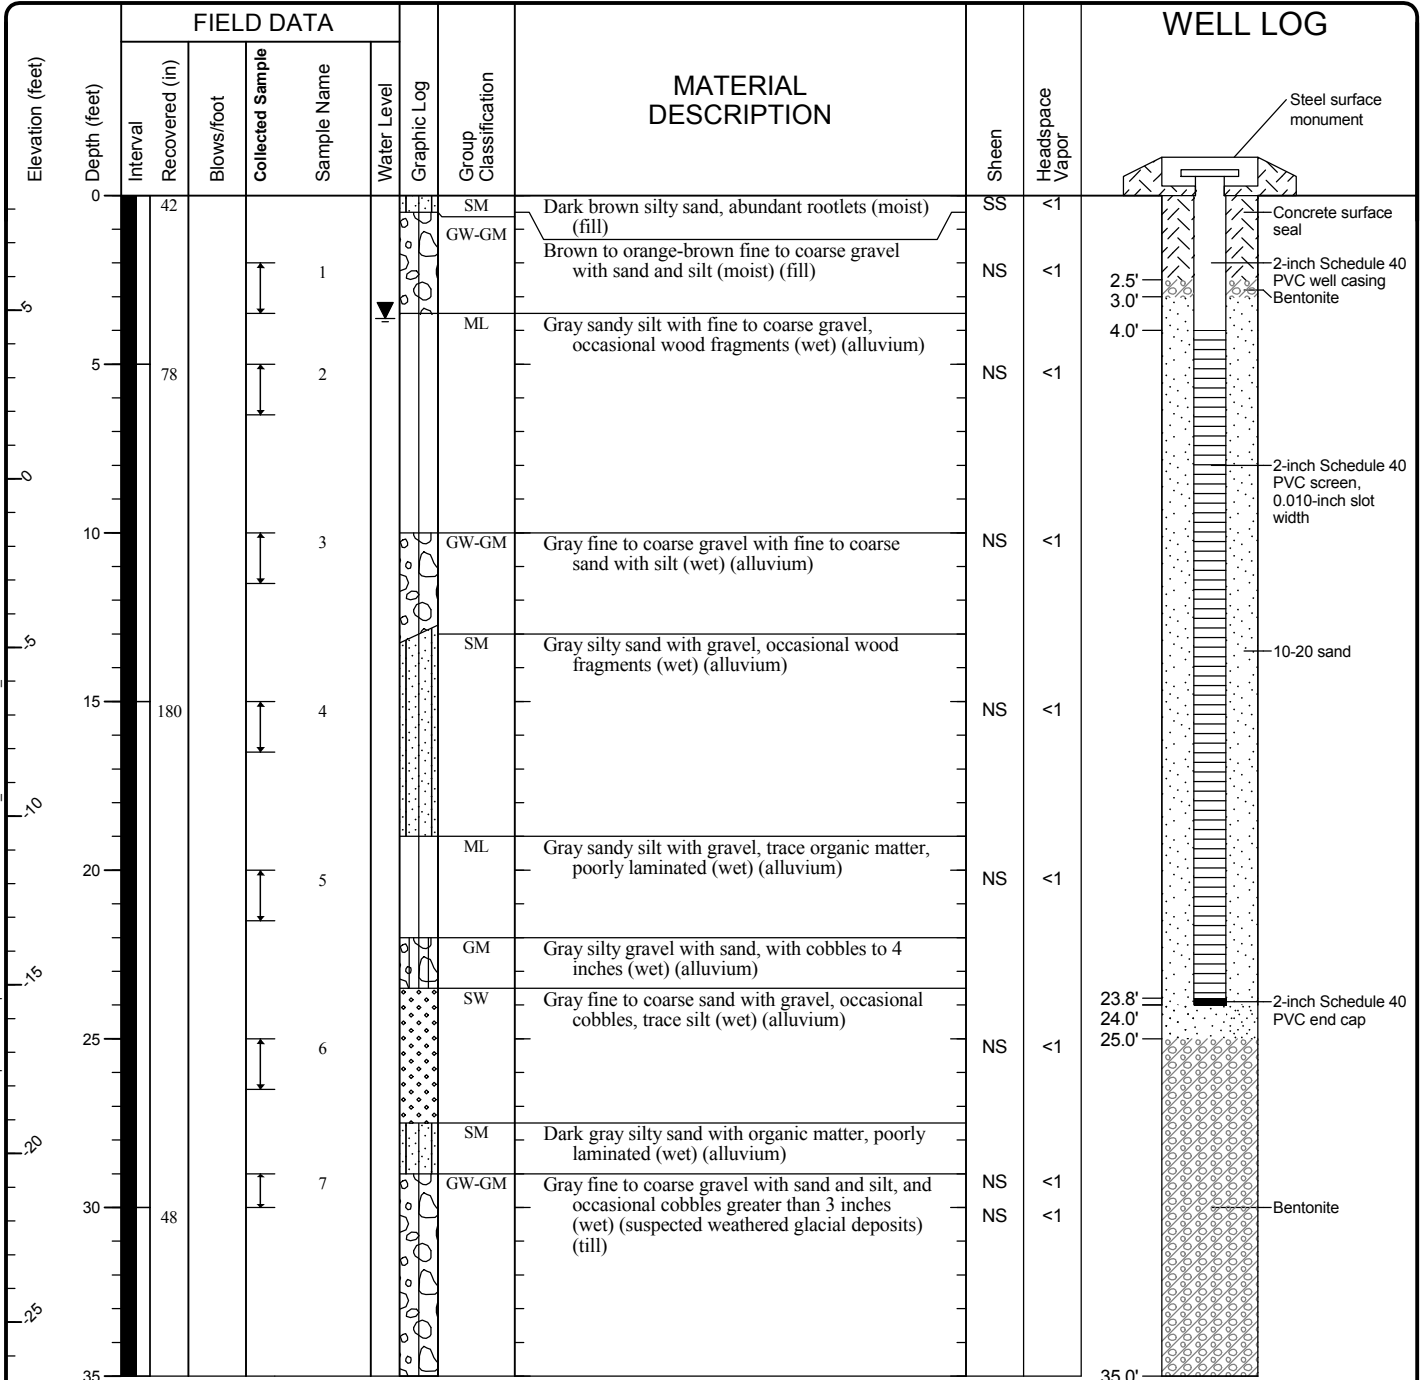 FIELD DATA
WELL LOG
Elevation (feet)
Depth (feet)
Interval
Recovered (in)
Blows/foot
Collected Sample
Sample Name
Water Level
Graphic Log
Group
Classification
MATERIAL
DESCRIPTION
Sheen
Headspace
Vapor
Steel surface
monument
0
42
SM
Dark brown silty sand, abundant rootlets (moist)
(fill)
SS
<1
Concrete surface
seal
GW-GM
Brown to orange-brown fine to coarse gravel
with sand and silt (moist) (fill)
1
NS
<1
2-inch Schedule 40
PVC well casing
2.5'
Bentonite
3.0'
5
ML
Gray sandy silt with fine to coarse gravel,
occasional wood fragments (wet) (alluvium)
4.0'
5
78
2
NS
<1
0
2-inch Schedule 40
PVC screen,
0.010-inch slot
width
10
3
GW-GM
Gray fine to coarse gravel with fine to coarse
sand with silt (wet) (alluvium)
NS
<1
-5
SM
Gray silty sand with gravel, occasional wood
fragments (wet) (alluvium)
10-20 sand
15
180
4
NS
<1
-10
ML
Gray sandy silt with gravel, trace organic matter,
poorly laminated (wet) (alluvium)
20
5
NS
<1
-15
GM
Gray silty gravel with sand, with cobbles to 4
inches (wet) (alluvium)
SW
Gray fine to coarse sand with gravel, occasional
cobbles, trace silt (wet) (alluvium)
23.8'
24.0'
2-inch Schedule 40
PVC end cap
25
6
NS
<1
25.0'
-20
SM
Dark gray silty sand with organic matter, poorly
laminated (wet) (alluvium)
7
GW-GM
Gray fine to coarse gravel with sand and silt, and
occasional cobbles greater than 3 inches
(wet) (suspected weathered glacial deposits)
(till)
NS
<1
30
48
NS
<1
Bentonite
-25
35
35.0'